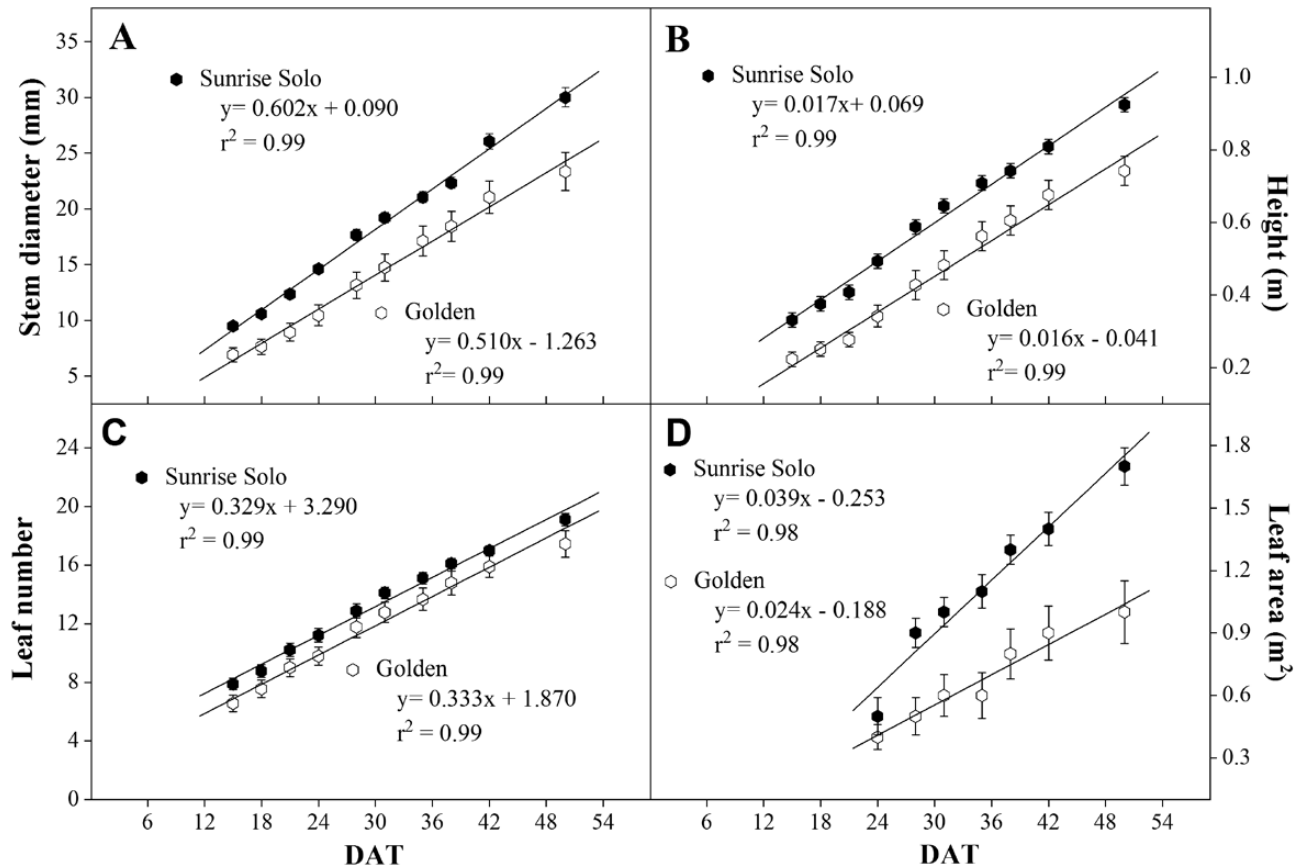 A
Sunrise Solo
y= 0.602x + 0.090
r² = 0.99
Golden
y= 0.510x - 1.263
r²= 0.99
Stem diameter (mm)
35
30
25
20
15
10
5
B
Sunrise Solo
y= 0.017x+ 0.069
r² = 0.99
Golden
y= 0.016x - 0.041
r²= 0.99
Height (m)
1.0
0.8
0.6
0.4
0.2
C
Sunrise Solo
y= 0.329x + 3.290
r² = 0.99
Golden
y= 0.333x + 1.870
r² = 0.99
Leaf number
24
20
16
12
8
4
0
6 12 18 24 30 36 42 48 54
DAT
D
Sunrise Solo
y= 0.039x - 0.253
r² = 0.98
Golden
y= 0.024x - 0.188
r² = 0.98
Leaf area (m²)
1.8
1.5
1.2
0.9
0.6
0.3
6 12 18 24 30 36 42 48 54
DAT